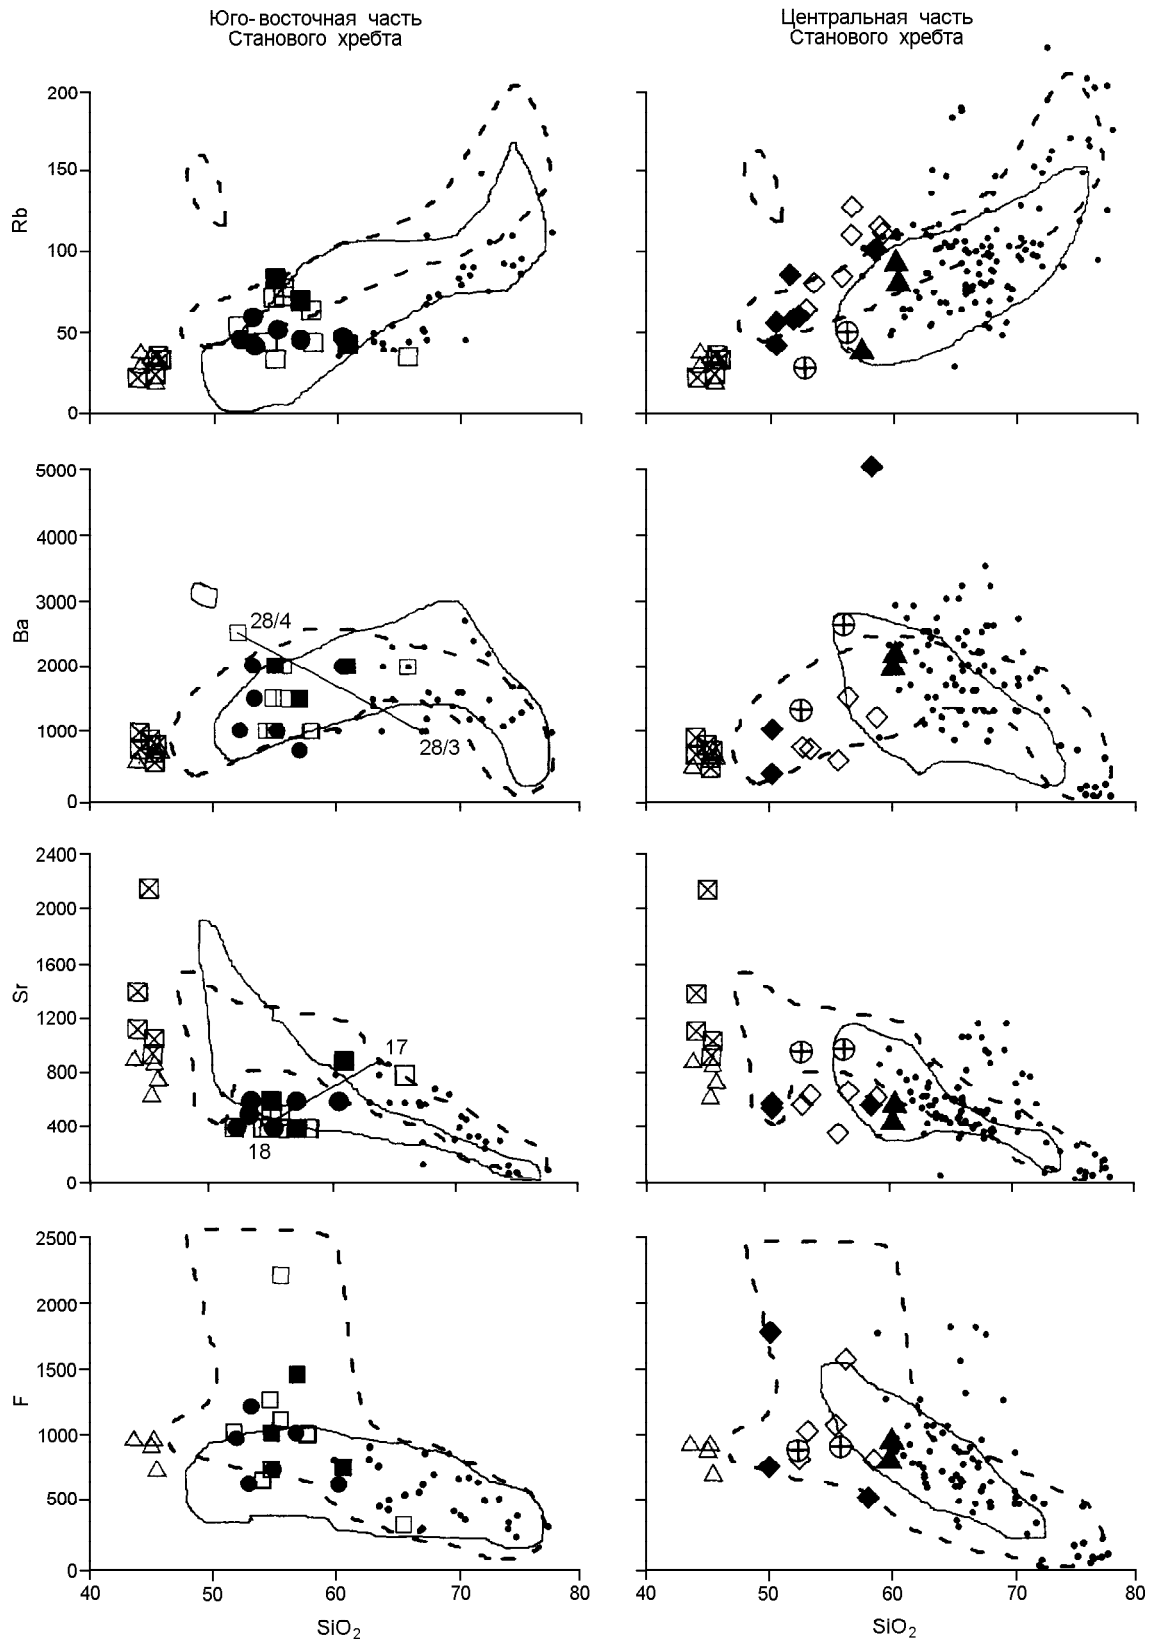 Юго-восточная часть
Станового хребта
Центральная часть
Станового хребта
200
150
100
50
0
Rb
5000
4000
3000
2000
1000
0
Ba
28/4
28/3
2400
2000
1600
1200
800
400
0
Sr
17
18
2500
2000
1500
1000
500
0
F
40 50 60 70 80
SiO₂
40 50 60 70 80
SiO₂